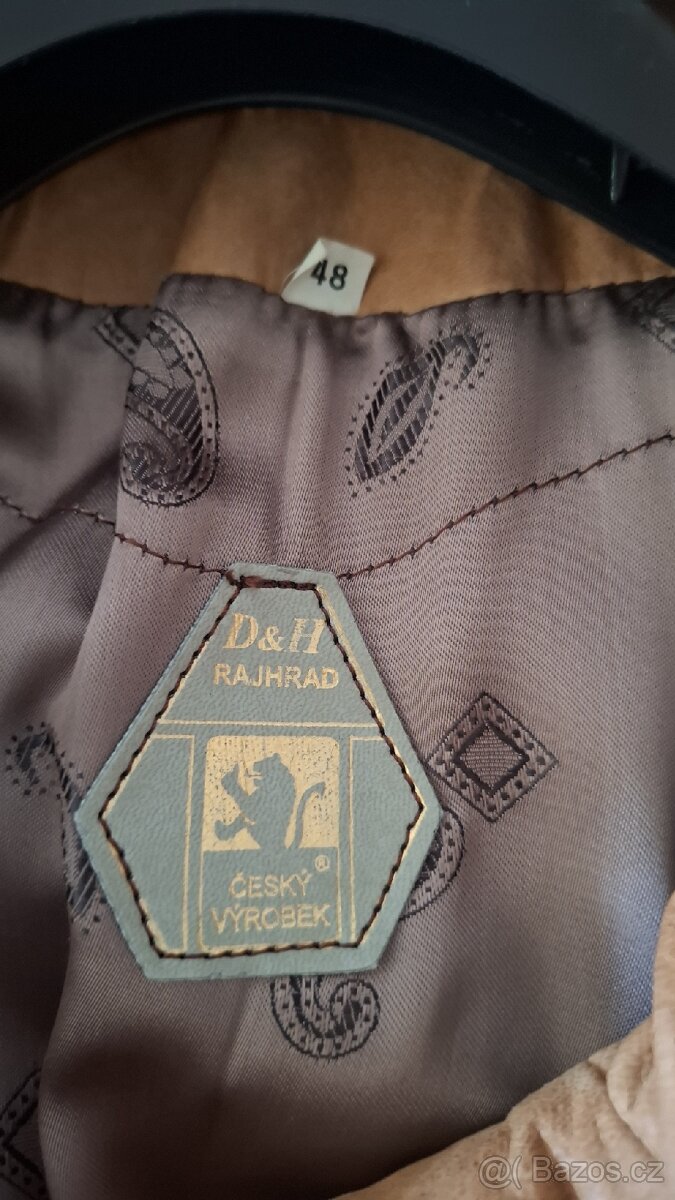 48
D&H
RAJHRAD
ČESKÝ ®
VÝROBEK
@( Bazos.cz